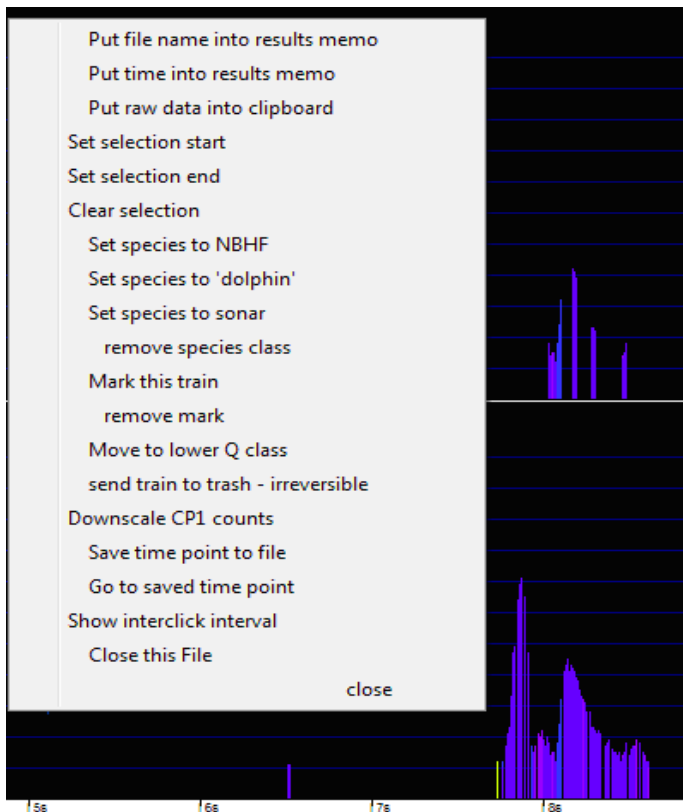 Put file name into results memo
Put time into results memo
Put raw data into clipboard
Set selection start
Set selection end
Clear selection
Set species to NBHF
Set species to 'dolphin'
Set species to sonar
remove species class
Mark this train
remove mark
Move to lower Q class
send train to trash - irreversible
Downscale CP1 counts
Save time point to file
Go to saved time point
Show interclick interval
Close this File
close
5s 6s 7s 8s